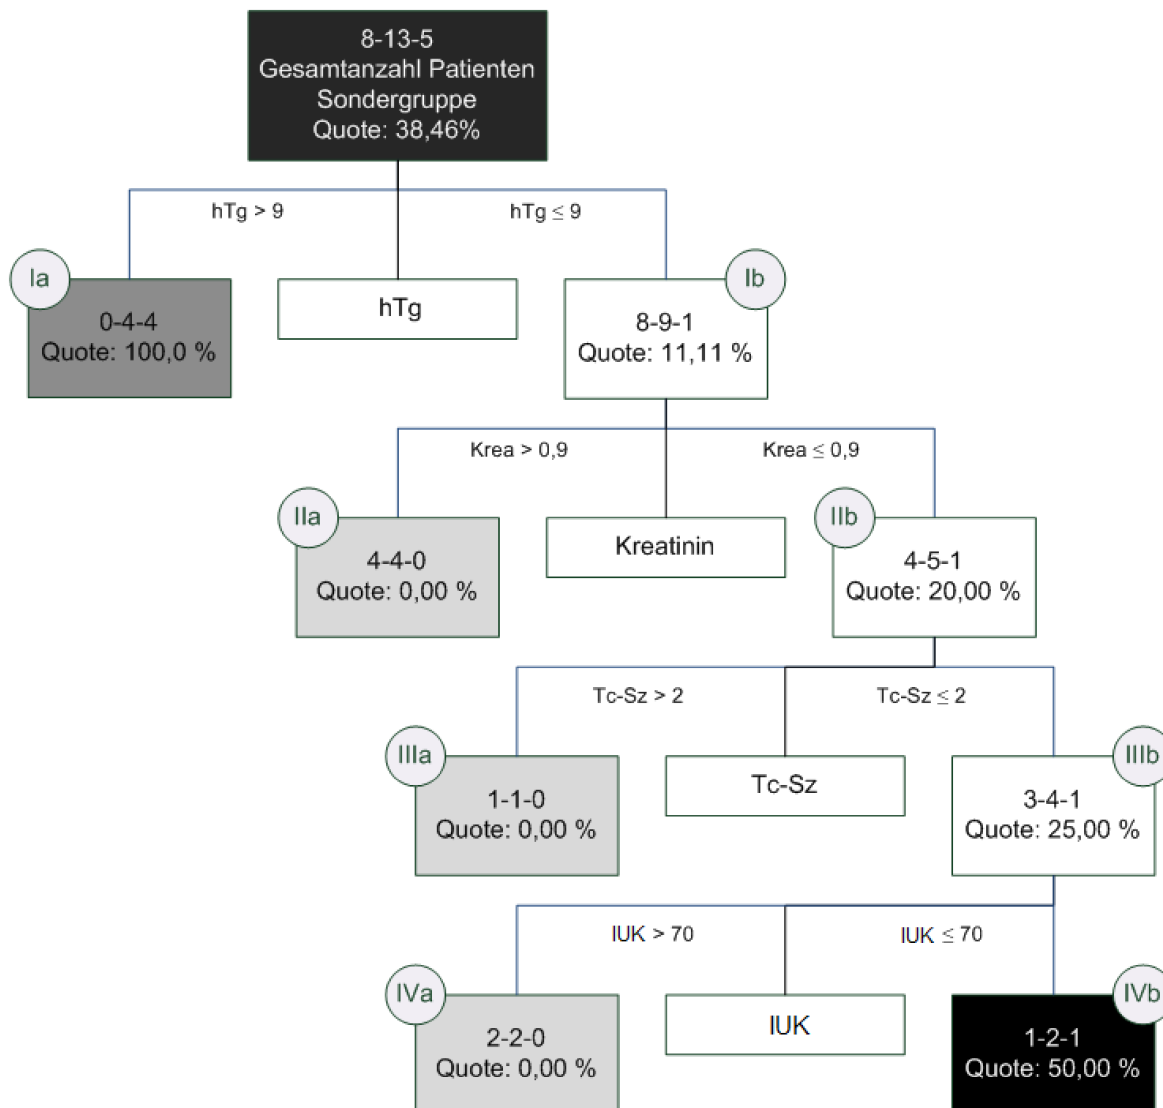 8-13-5
Gesamtanzahl Patienten
Sondergruppe
Quote: 38,46%
hTg > 9
hTg ≤ 9
Ia
0-4-4
Quote: 100,0 %
hTg
Ib
8-9-1
Quote: 11,11 %
Krea > 0,9
Krea ≤ 0,9
IIa
4-4-0
Quote: 0,00 %
Kreatinin
IIb
4-5-1
Quote: 20,00 %
Tc-Sz > 2
Tc-Sz ≤ 2
IIIa
1-1-0
Quote: 0,00 %
Tc-Sz
IIIb
3-4-1
Quote: 25,00 %
IUK > 70
IUK ≤ 70
IVa
2-2-0
Quote: 0,00 %
IUK
IVb
1-2-1
Quote: 50,00 %